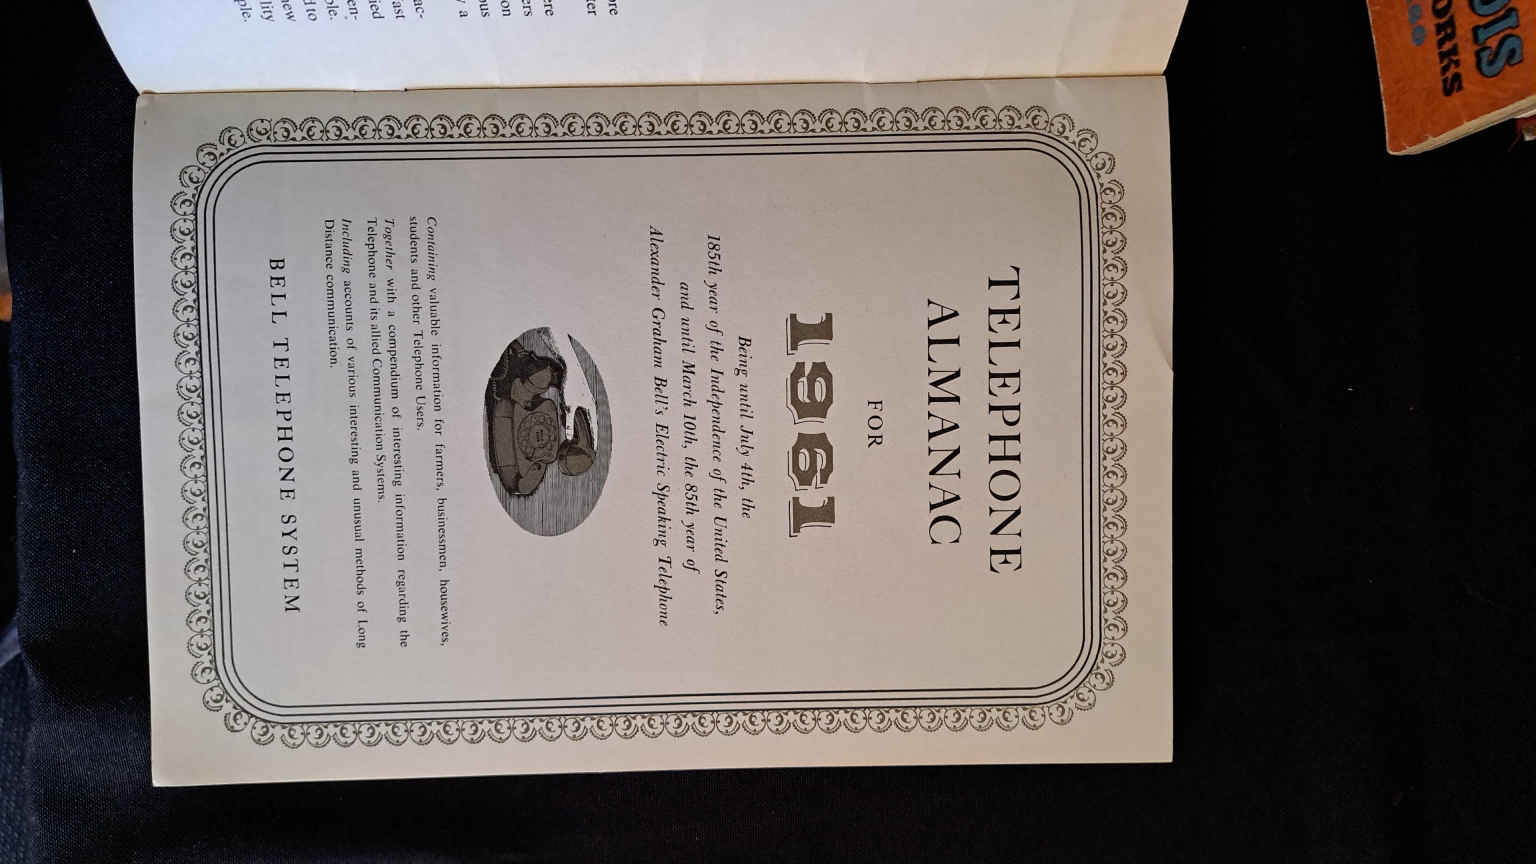 TELEPHONE
ALMANAC
FOR
1961
Being until July 4th, the
185th year of the Independence of the United States,
and until March 10th, the 85th year of
Alexander Graham Bell's Electric Speaking Telephone
Containing valuable information for farmers, businessmen, housewives,
students and other Telephone Users.
Together with a compendium of interesting information regarding the
Telephone and its allied Communication Systems.
Including accounts of various interesting and unusual methods of Long
Distance communication.
BELL TELEPHONE SYSTEM